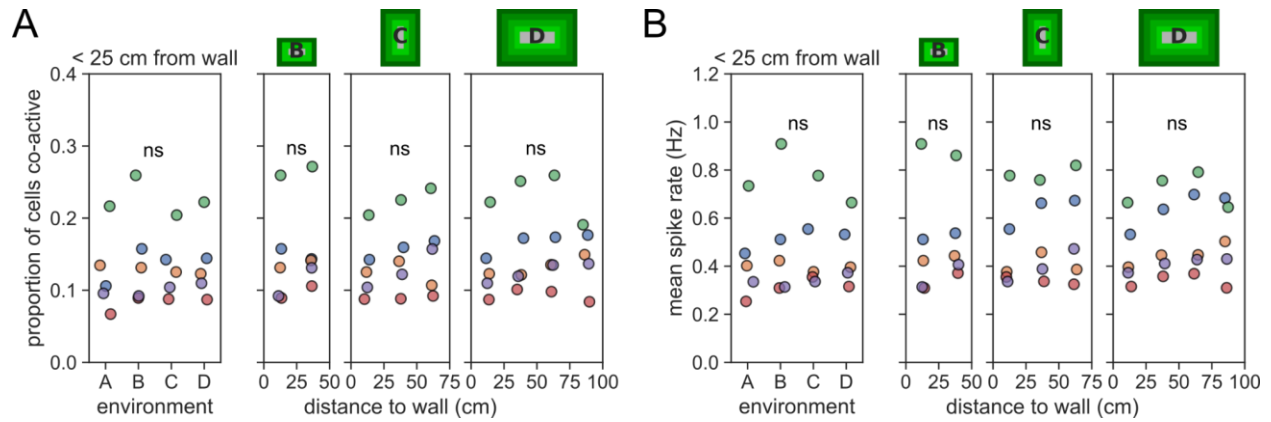 A
B
C
D
B
B
C
D
< 25 cm from wall
< 25 cm from wall
proportion of cells co-active
0.4
0.3
0.2
0.1
0.0
ns
ns
ns
ns
A B C D
0 25 50
0 25 50 75
0 25 50 75 100
environment
distance to wall (cm)
mean spike rate (Hz)
1.2
1.0
0.8
0.6
0.4
0.2
0.0
ns
ns
ns
ns
A B C D
0 25 50
0 25 50 75
0 25 50 75 100
environment
distance to wall (cm)